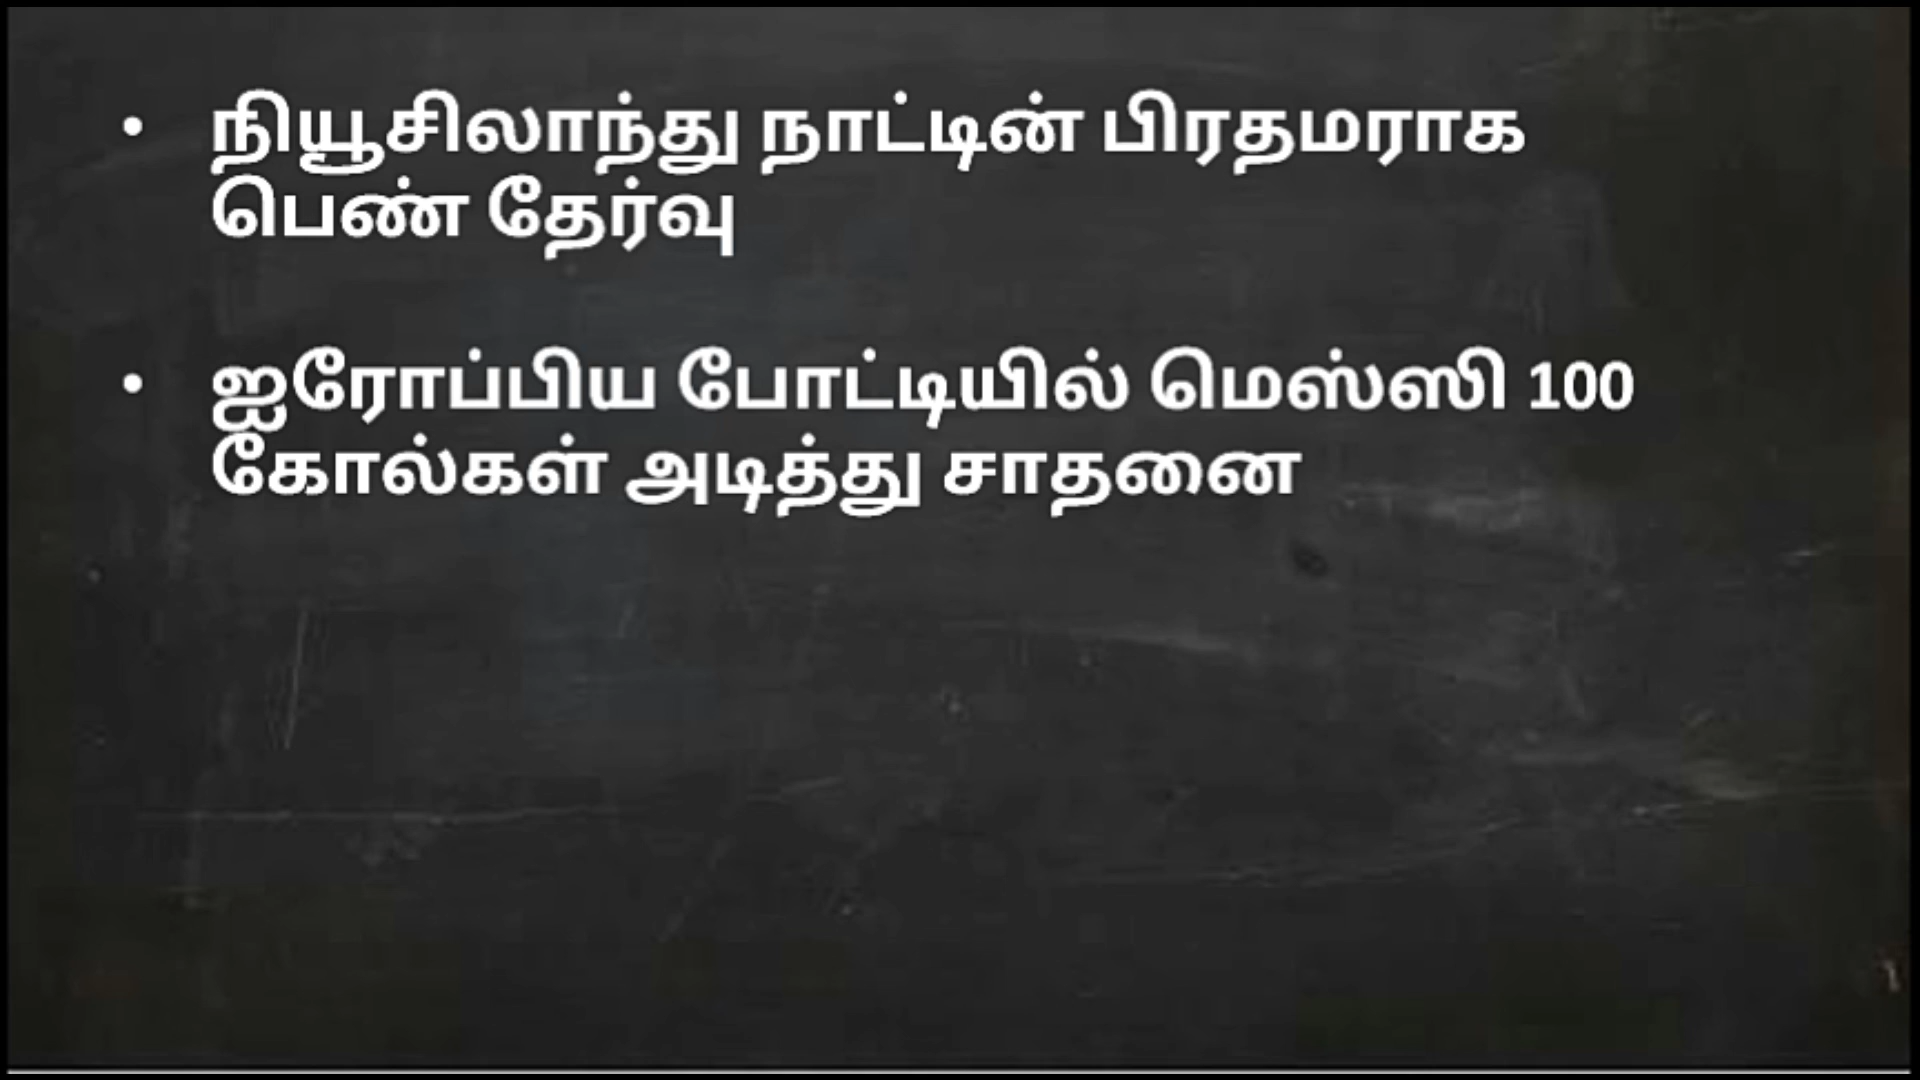 • நியூசிலாந்து நாட்டின் பிரதமராக
பெண் தேர்வு
• ஐரோப்பிய போட்டியில் மெஸ்ஸி 100
கோல்கள் அடித்து சாதனை